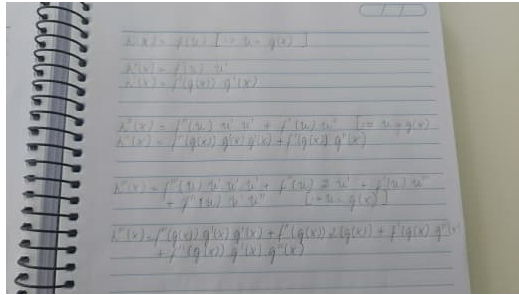 h(x) = f(u) [∴ u = g(x)]
h'(x) = f'(u) u'
h'(x) = f'(g(x)) g'(x)
h''(x) = f''(u) u' u' + f'(u) u'' [∴ u = g(x)
h''(x) = f''(g(x)) g'(x) g'(x) + f'(g(x)) g''(x)
h'''(x) = f'''(u) u' u' u' + f''(u) 2 u' + f'(u) u'''
+ f''(u) u' u'' [∴ u = g(x)]
h'''(x) = f'''(g(x)) g'(x) g'(x) + f''(g(x)) 2(g(x)) + f'(g(x) g'''(x)
+ f''(g(x)) g'(x) g''(x)